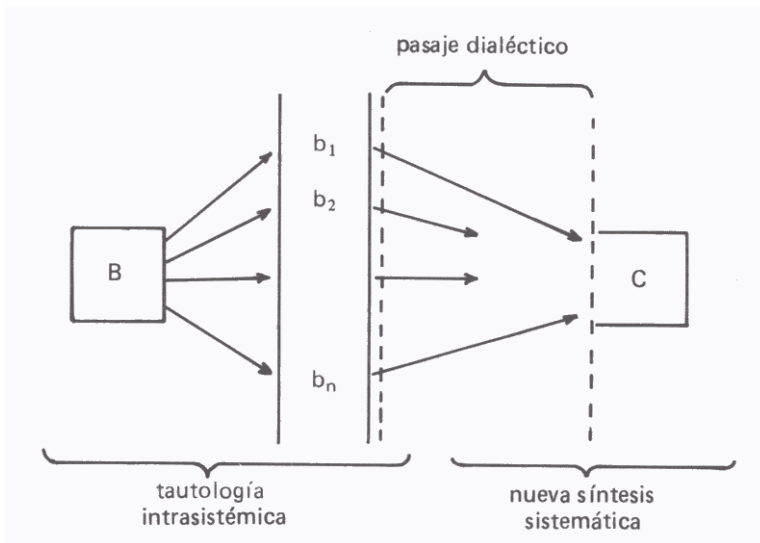 pasaje dialéctico
b₁
b₂
B
C
bₙ
tautología
intrasistémica
nueva síntesis
sistemática